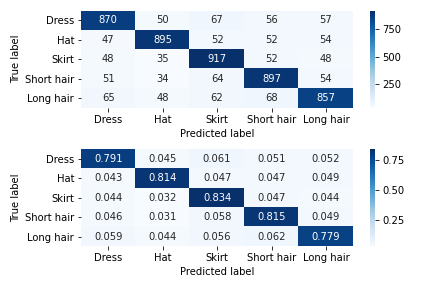 Dress 870 50 67 56 57
Hat 47 895 52 52 54
Skirt 48 35 917 52 48
Short hair 51 34 64 897 54
Long hair 65 48 62 68 857
Dress Hat Skirt Short hair Long hair
Predicted label
True label
750
500
250
Dress 0.791 0.045 0.061 0.051 0.052
Hat 0.043 0.814 0.047 0.047 0.049
Skirt 0.044 0.032 0.834 0.047 0.044
Short hair 0.046 0.031 0.058 0.815 0.049
Long hair 0.059 0.044 0.056 0.062 0.779
Dress Hat Skirt Short hair Long hair
Predicted label
True label
0.75
0.50
0.25